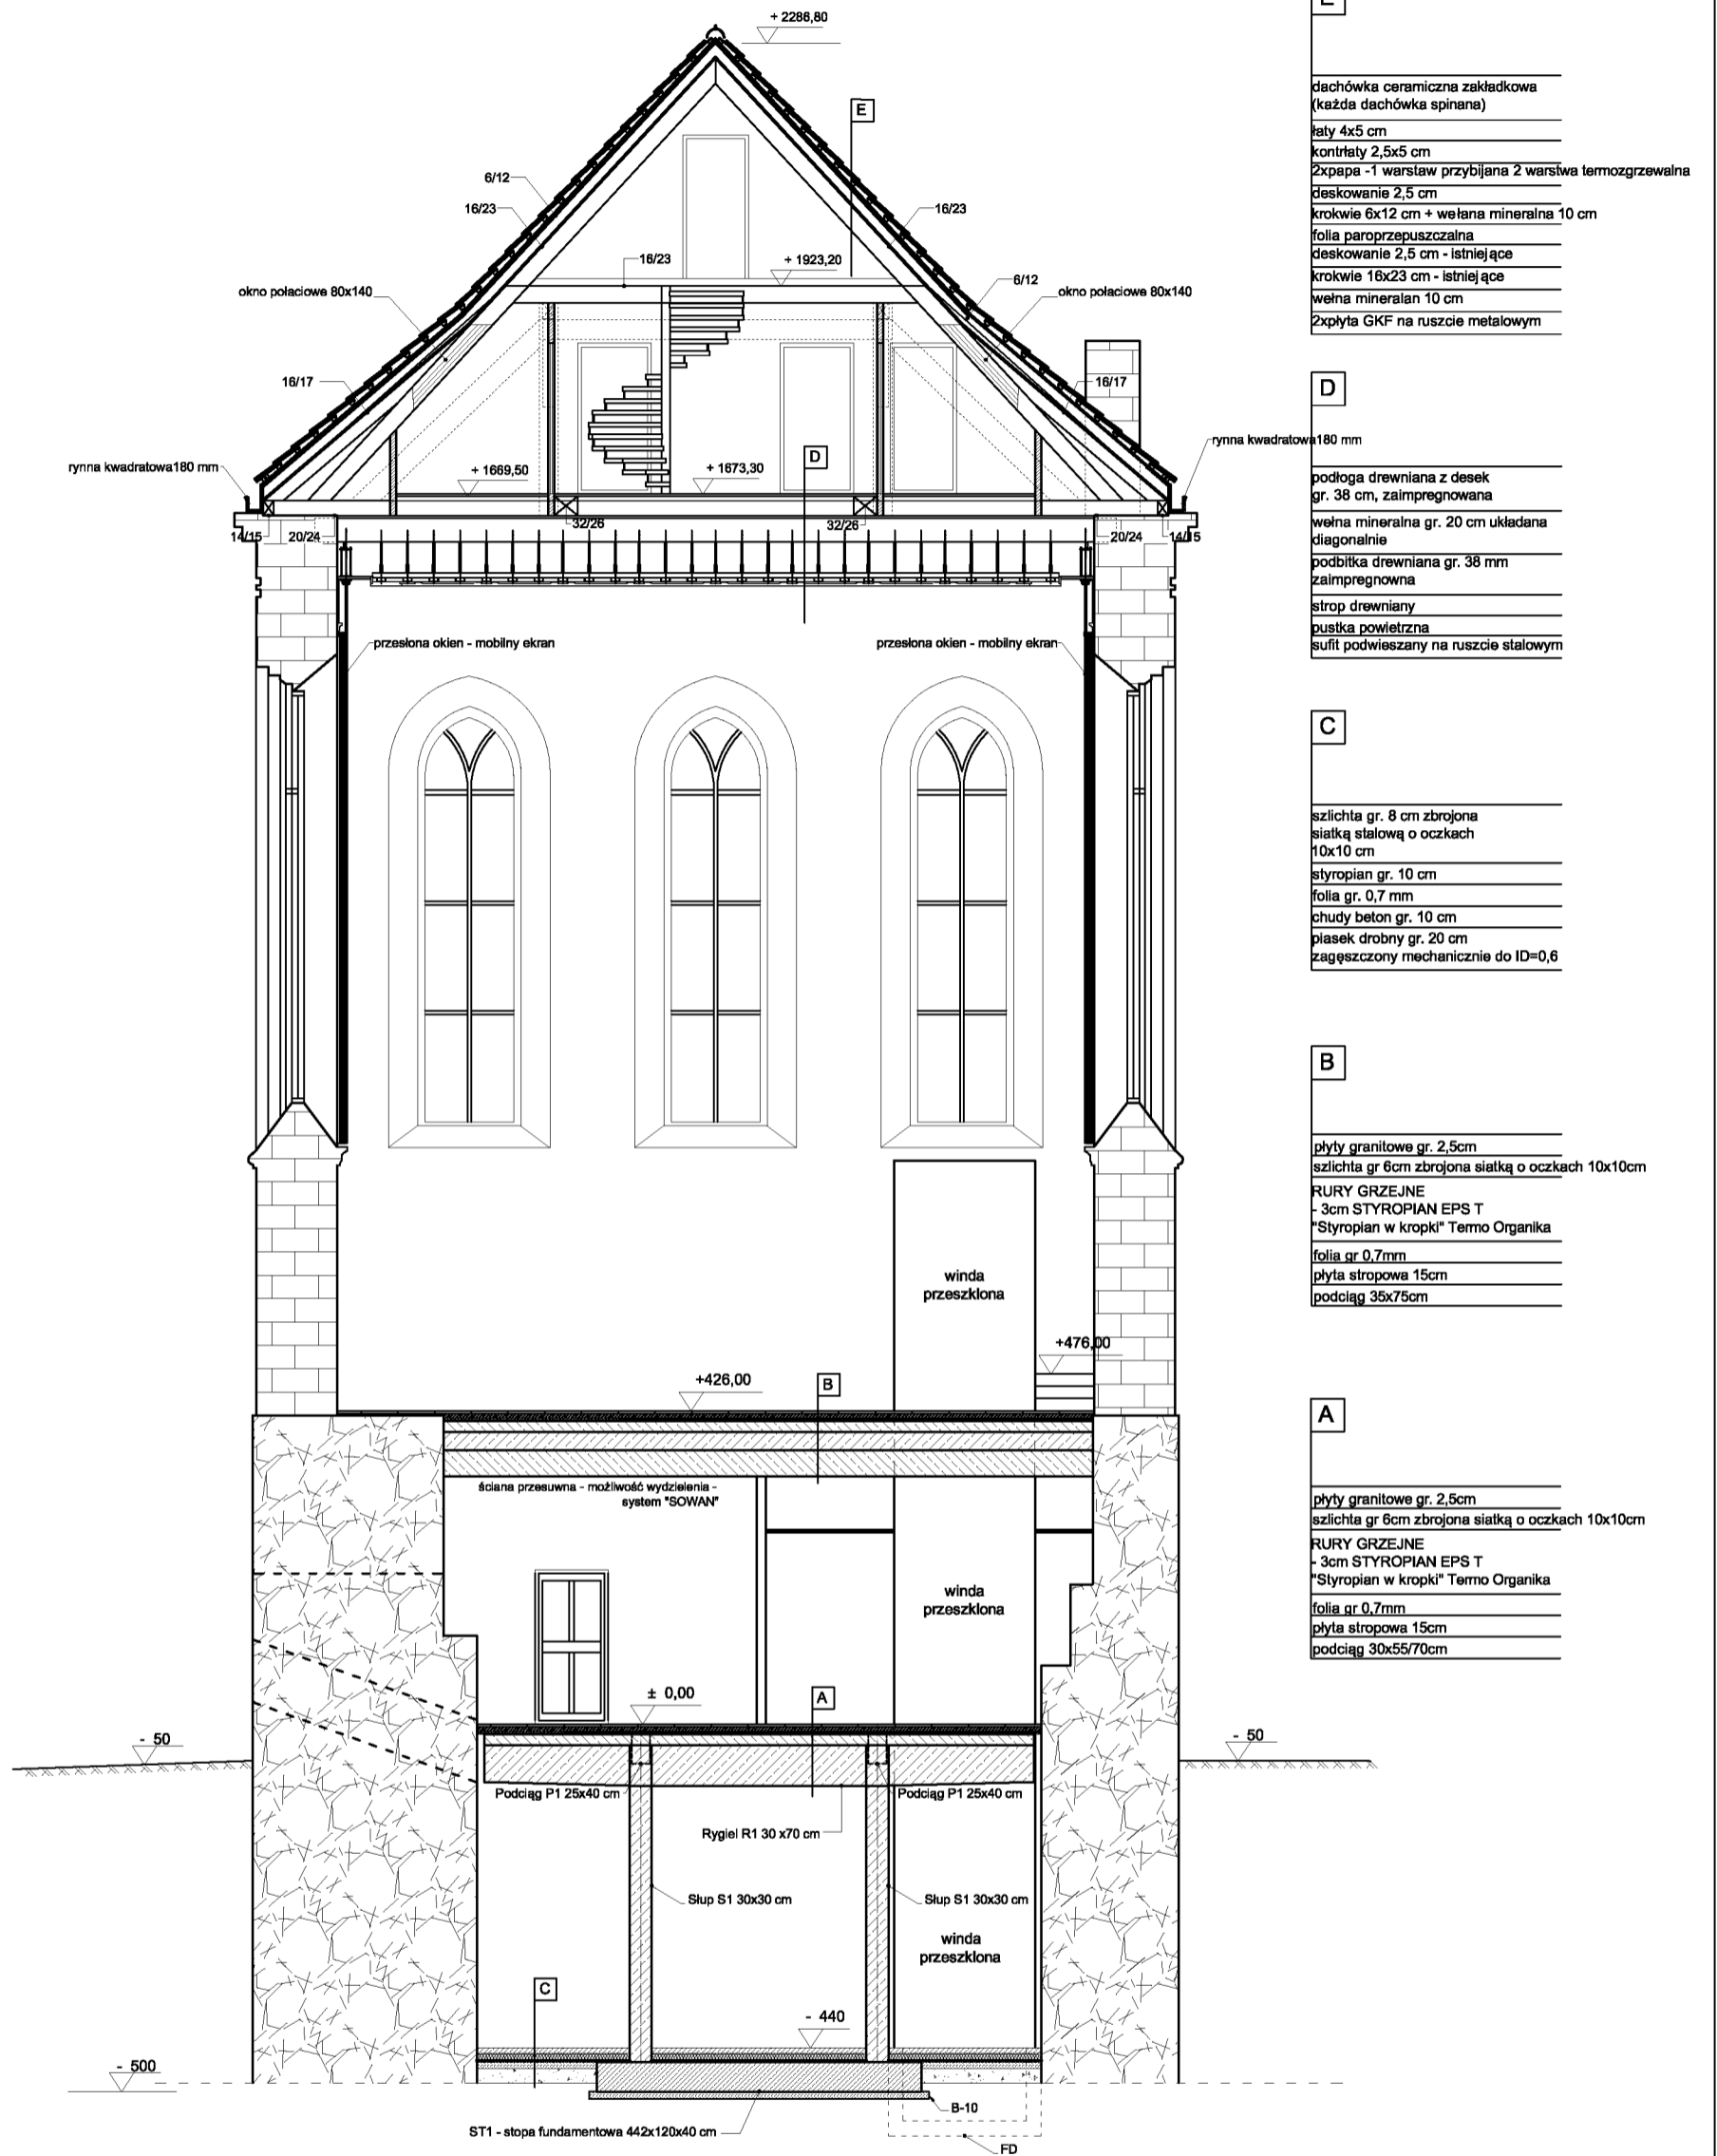 + 2286,80
E
6/12
16/23
16/23
16/23
+ 1923,20
6/12
okno połaciowe 80x140
okno połaciowe 80x140
16/17
16/17
rynna kwadratowa180 mm
rynna kwadratowa180 mm
D
+ 1669,50
+ 1673,30
32/26
32/26
14/15
20/24
20/24
14/15
przesłona okien - mobilny ekran
przesłona okien - mobilny ekran
winda
przeszklona
+476,00
+426,00
B
ściana przesuwna - możliwość wydzielenia -
system "SOWAN"
winda
przeszklona
± 0,00
A
- 50
- 50
Podciąg P1 25x40 cm
Podciąg P1 25x40 cm
Rygiel R1 30 x70 cm
Słup S1 30x30 cm
Słup S1 30x30 cm
winda
przeszklona
C
- 440
- 500
B-10
ST1 - stopa fundamentowa 442x120x40 cm
FD
dachówka ceramiczna zakładkowa
(każda dachówka spinana)
łaty 4x5 cm
kontrłaty 2,5x5 cm
2xpapa -1 warstaw przybijana 2 warstwa termozgrzewalna
deskowanie 2,5 cm
krokwie 6x12 cm + wełana mineralna 10 cm
folia paroprzepuszczalna
deskowanie 2,5 cm - istniejące
krokwie 16x23 cm - istniejące
wełna mineralan 10 cm
2xpłyta GKF na ruszcie metalowym
D
podłoga drewniana z desek
gr. 38 cm, zaimpregnowana
wełna mineralna gr. 20 cm układana
diagonalnie
podbitka drewniana gr. 38 mm
zaimpregnowna
strop drewniany
pustka powietrzna
sufit podwieszany na ruszcie stalowym
C
szlichta gr. 8 cm zbrojona
siatką stalową o oczkach
10x10 cm
styropian gr. 10 cm
folia gr. 0,7 mm
chudy beton gr. 10 cm
piasek drobny gr. 20 cm
zagęszczony mechanicznie do ID=0,6
B
płyty granitowe gr. 2,5cm
szlichta gr 6cm zbrojona siatką o oczkach 10x10cm
RURY GRZEJNE
- 3cm STYROPIAN EPS T
"Styropian w kropki" Termo Organika
folia gr 0,7mm
płyta stropowa 15cm
podciąg 35x75cm
A
płyty granitowe gr. 2,5cm
szlichta gr 6cm zbrojona siatką o oczkach 10x10cm
RURY GRZEJNE
- 3cm STYROPIAN EPS T
"Styropian w kropki" Termo Organika
folia gr 0,7mm
płyta stropowa 15cm
podciąg 30x55/70cm